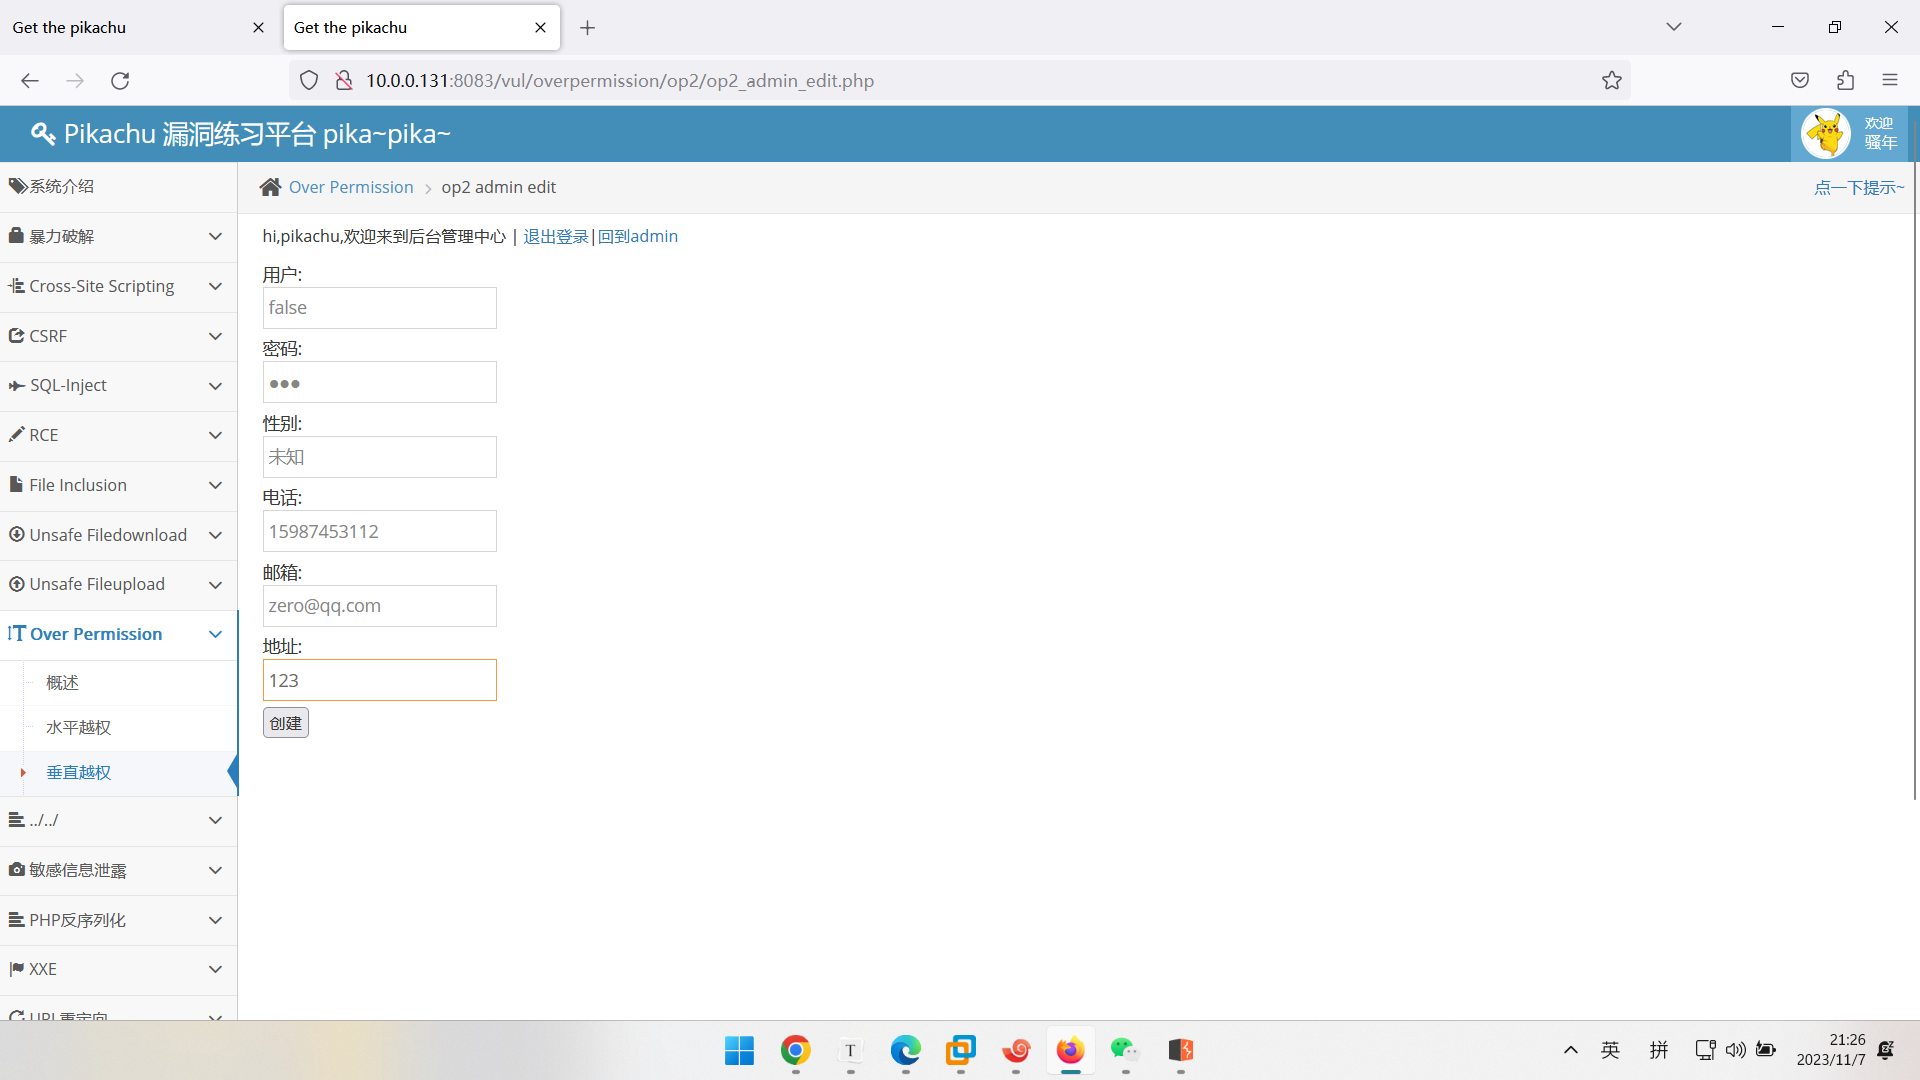 Get the pikachu
Get the pikachu
10.0.0.131:8083/vul/overpermission/op2/op2_admin_edit.php
Pikachu 漏洞练习平台 pika~pika~
欢迎
骚年
系统介绍
暴力破解
Cross-Site Scripting
CSRF
SQL-Inject
RCE
File Inclusion
Unsafe Filedownload
Unsafe Fileupload
Over Permission
概述
水平越权
垂直越权
../../
敏感信息泄露
PHP反序列化
XXE
URL重定向
Over Permission
op2 admin edit
点一下提示~
hi,pikachu,欢迎来到后台管理中心 | 退出登录|回到admin
用户:
false
密码:
性别:
未知
电话:
15987453112
邮箱:
zero@qq.com
地址:
123
创建
T
英
拼
21:26
2023/11/7